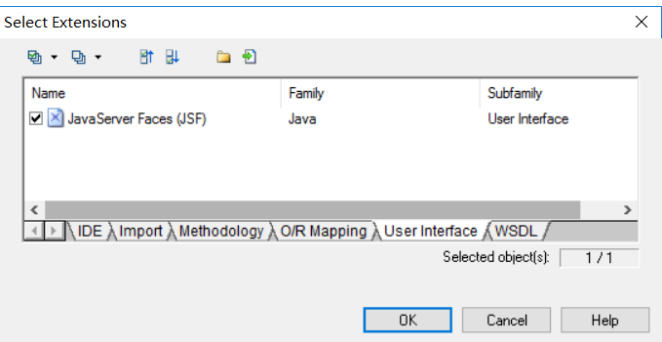 Select Extensions
Name Family Subfamily
JavaServer Faces (JSF) Java User Interface
IDE Import Methodology O/R Mapping User Interface WSDL
Selected object(s): 1 / 1
OK Cancel Help